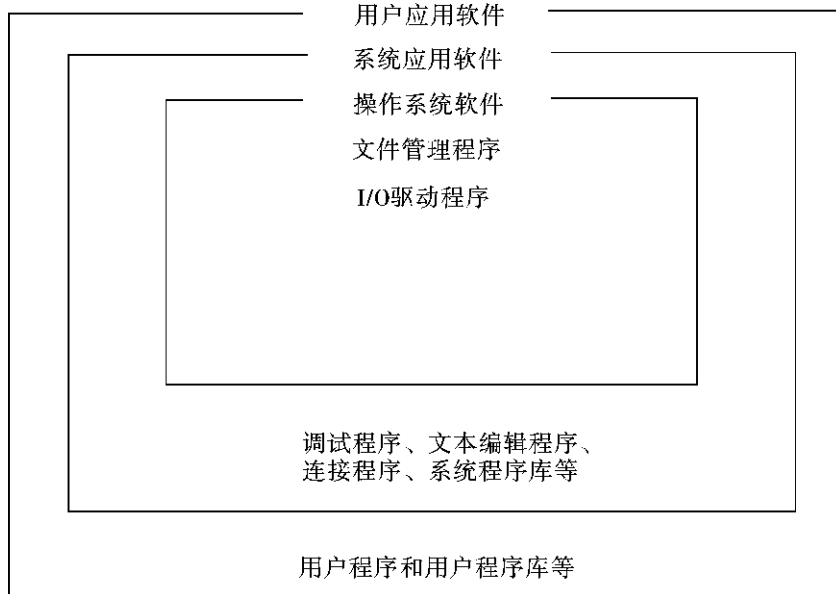 用户应用软件
系统应用软件
操作系统软件
文件管理程序
I/O驱动程序
调试程序、文本编辑程序、
连接程序、系统程序库等
用户程序和用户程序库等